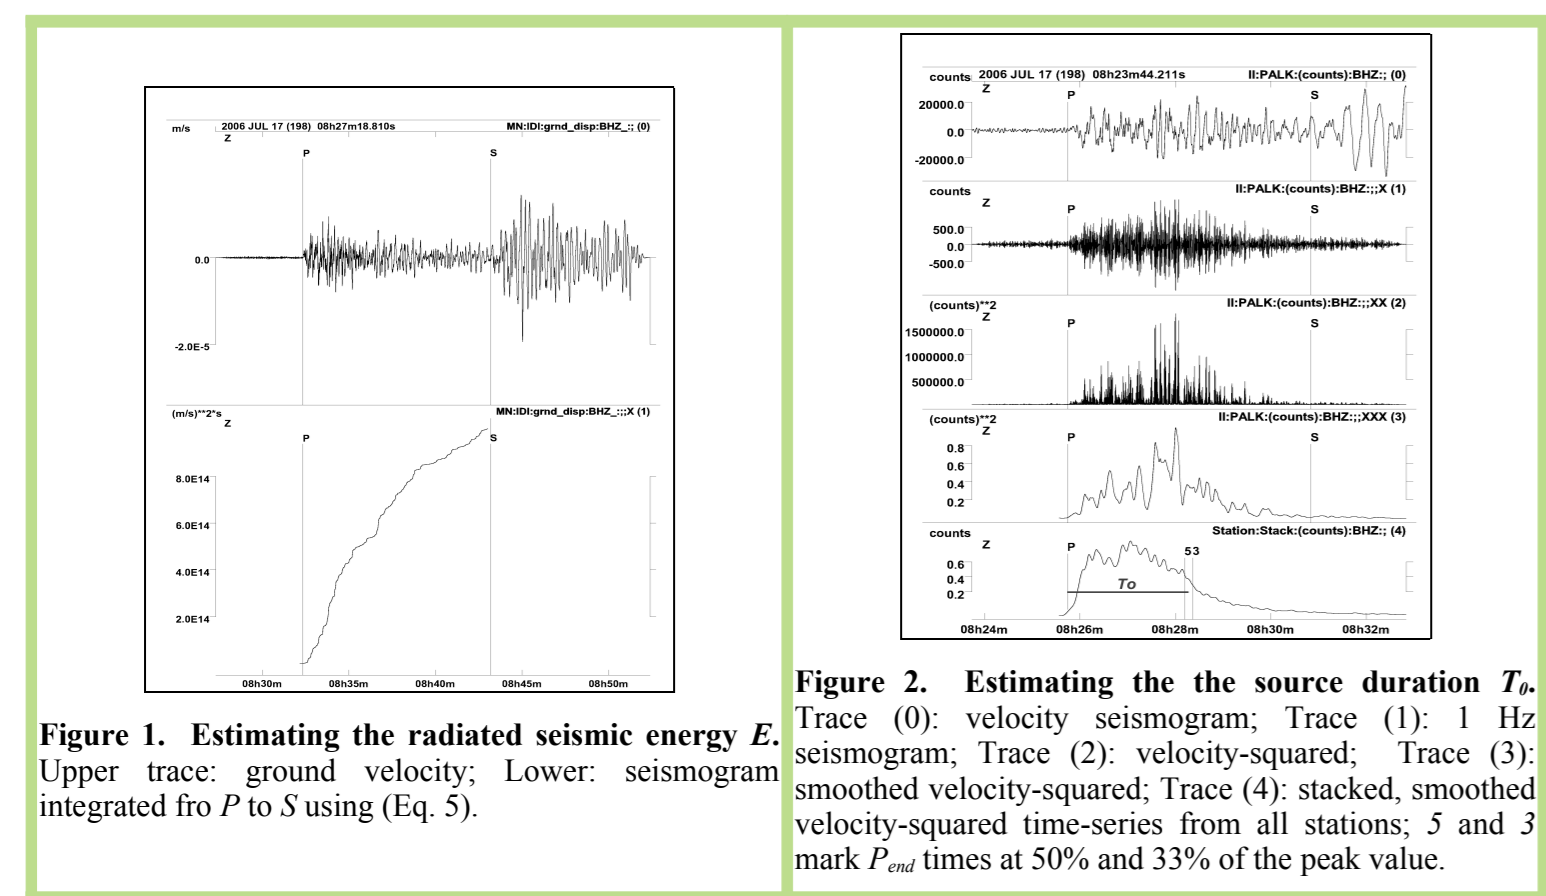 m/s 2006 JUL 17 (198) 08h27m18.810s MN:IDI:grnd_disp:BHZ_:; (0)
Z
P S
0.0
-2.0E-5
(m/s)**2*s MN:IDI:grnd_disp:BHZ_:;;X (1)
Z
P S
8.0E14
6.0E14
4.0E14
2.0E14
08h30m 08h35m 08h40m 08h45m 08h50m
Figure 1. Estimating the radiated seismic energy E.
Upper trace: ground velocity; Lower: seismogram
integrated fro P to S using (Eq. 5).
counts 2006 JUL 17 (198) 08h23m44.211s II:PALK:(counts):BHZ:; (0)
Z
P S
20000.0
0.0
-20000.0
counts II:PALK:(counts):BHZ:;;X (1)
Z
P S
500.0
0.0
-500.0
(counts)**2 II:PALK:(counts):BHZ:;;XX (2)
Z
P S
1500000.0
1000000.0
500000.0
(counts)**2 II:PALK:(counts):BHZ:;;XXX (3)
Z
P S
0.8
0.6
0.4
0.2
counts Station:Stack:(counts):BHZ:; (4)
Z
P 53
0.6
0.4
0.2
To
08h24m 08h26m 08h28m 08h30m 08h32m
Figure 2. Estimating the the source duration T0.
Trace (0): velocity seismogram; Trace (1): 1 Hz
seismogram; Trace (2): velocity-squared; Trace (3):
smoothed velocity-squared; Trace (4): stacked, smoothed
velocity-squared time-series from all stations; 5 and 3
mark Pend times at 50% and 33% of the peak value.